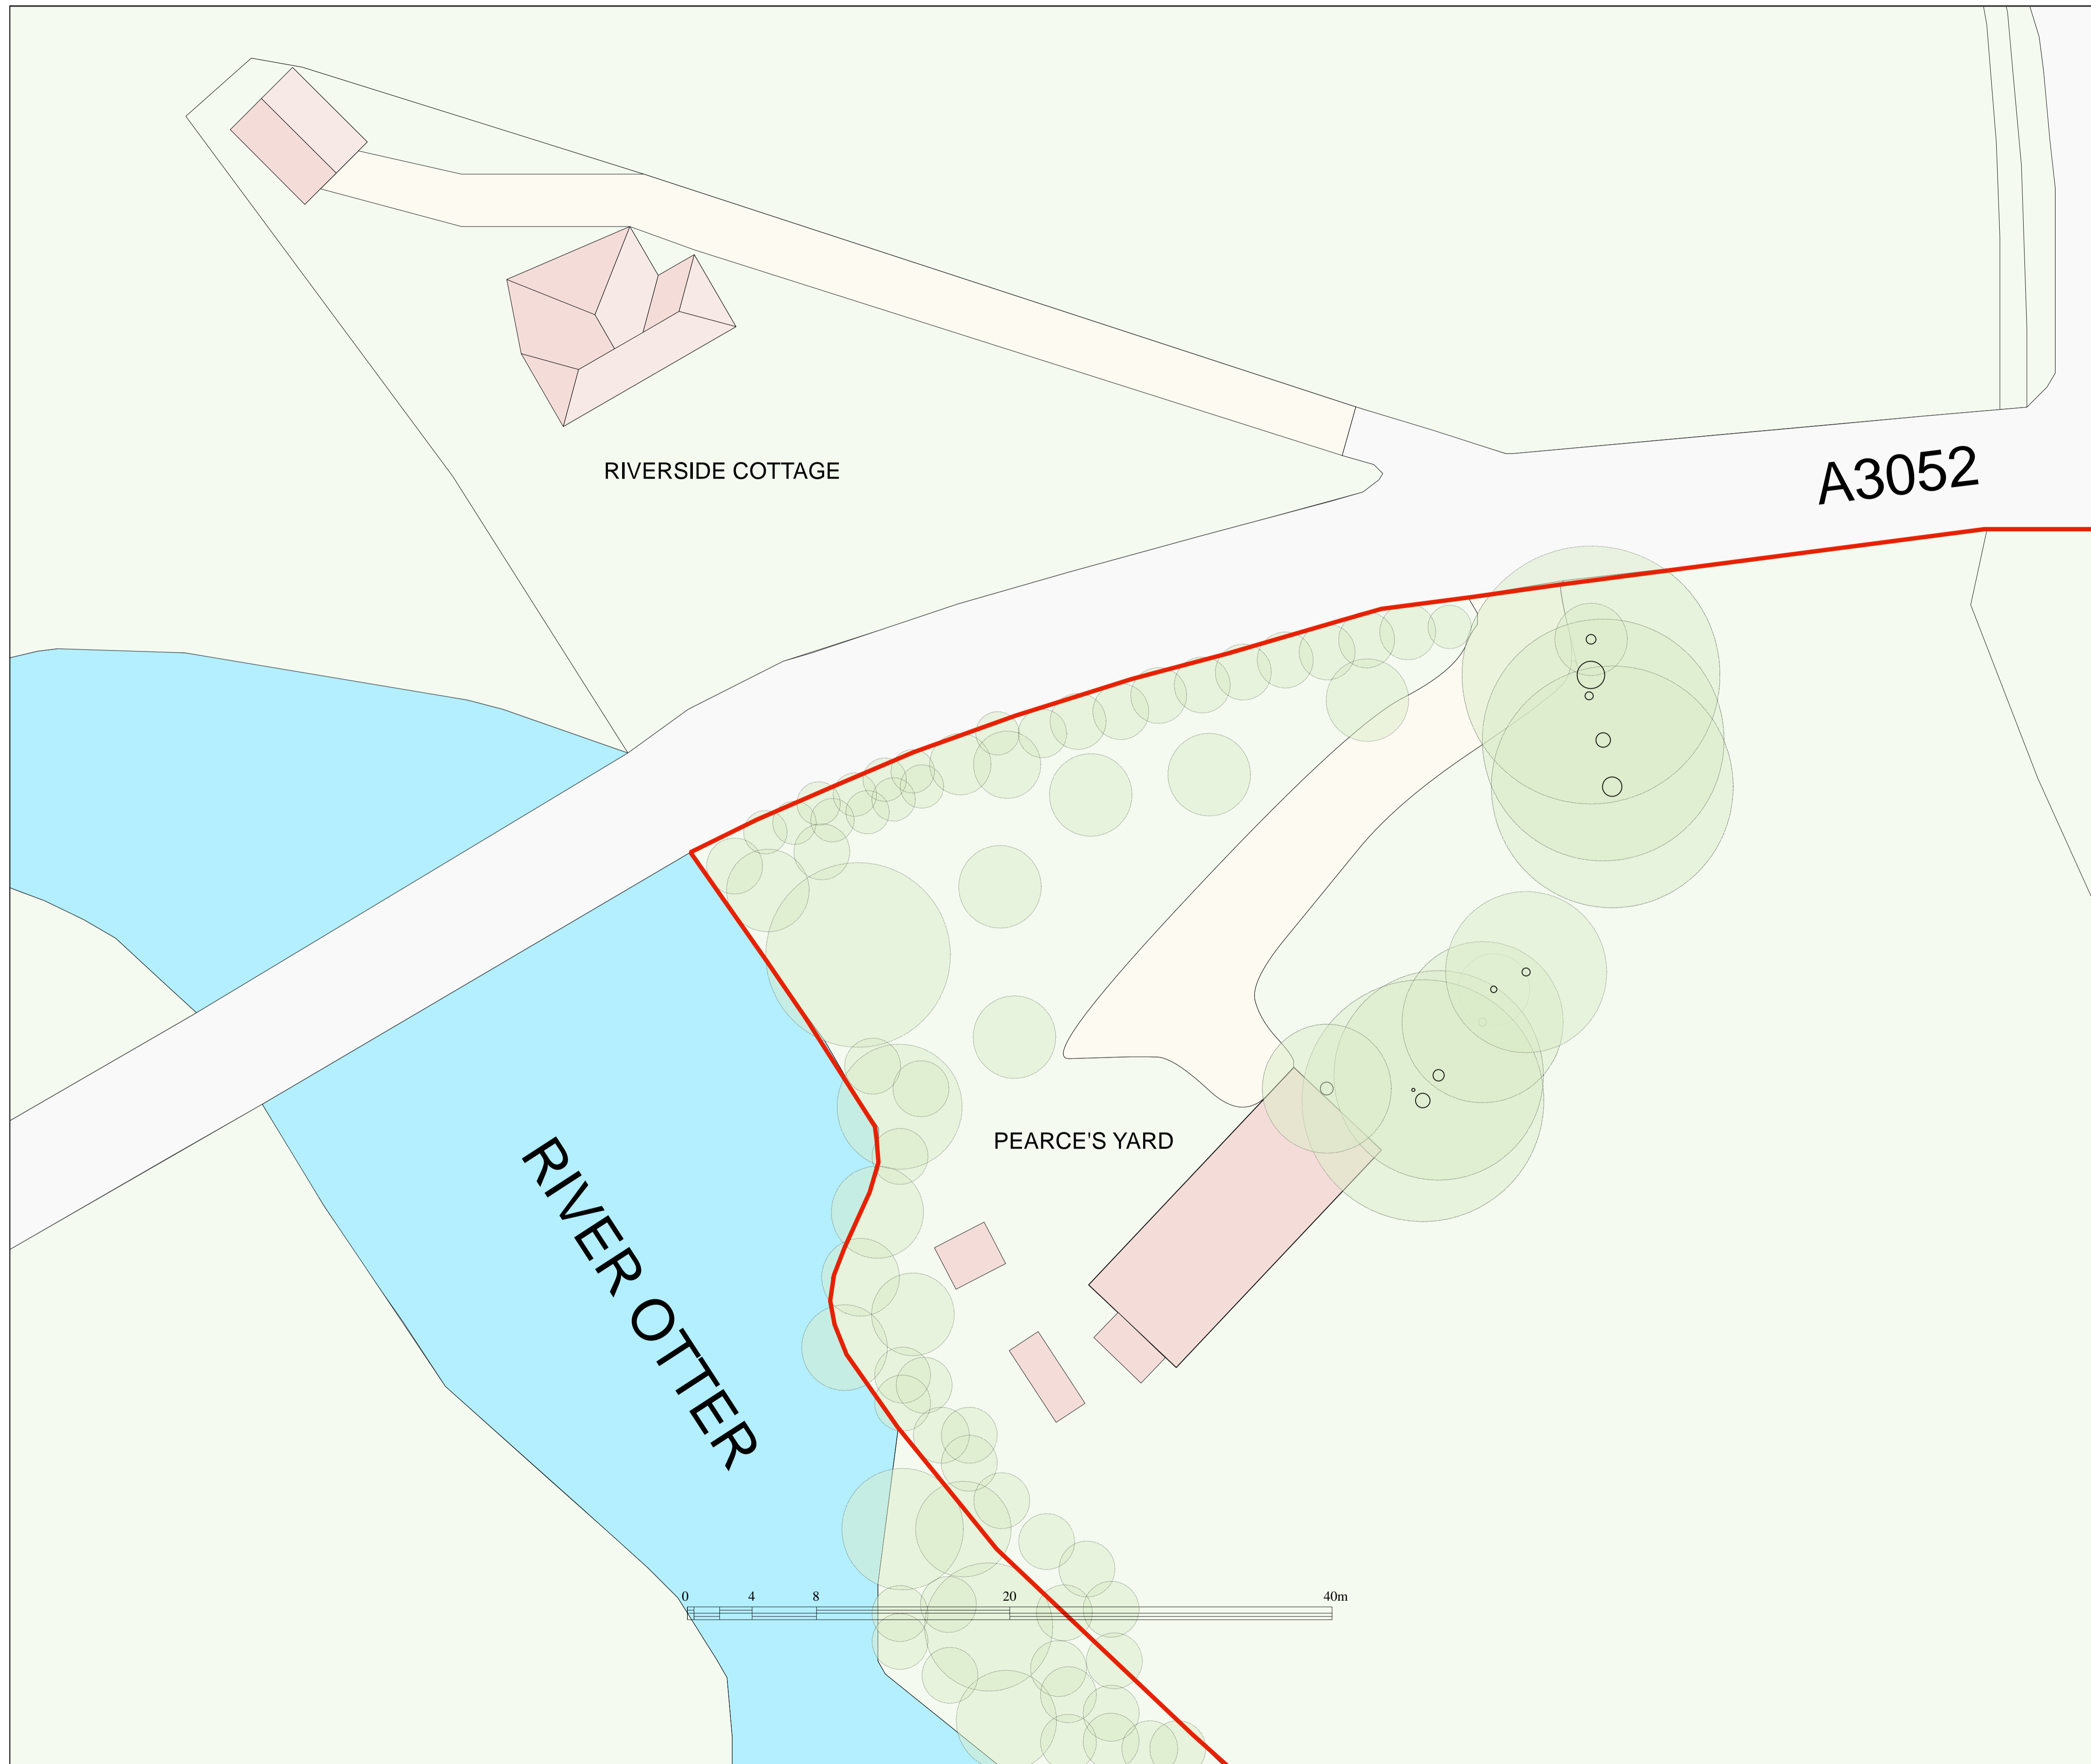 RIVERSIDE COTTAGE
A3052
PEARCE'S YARD
RIVER OTTER
0 4 8 20 40m